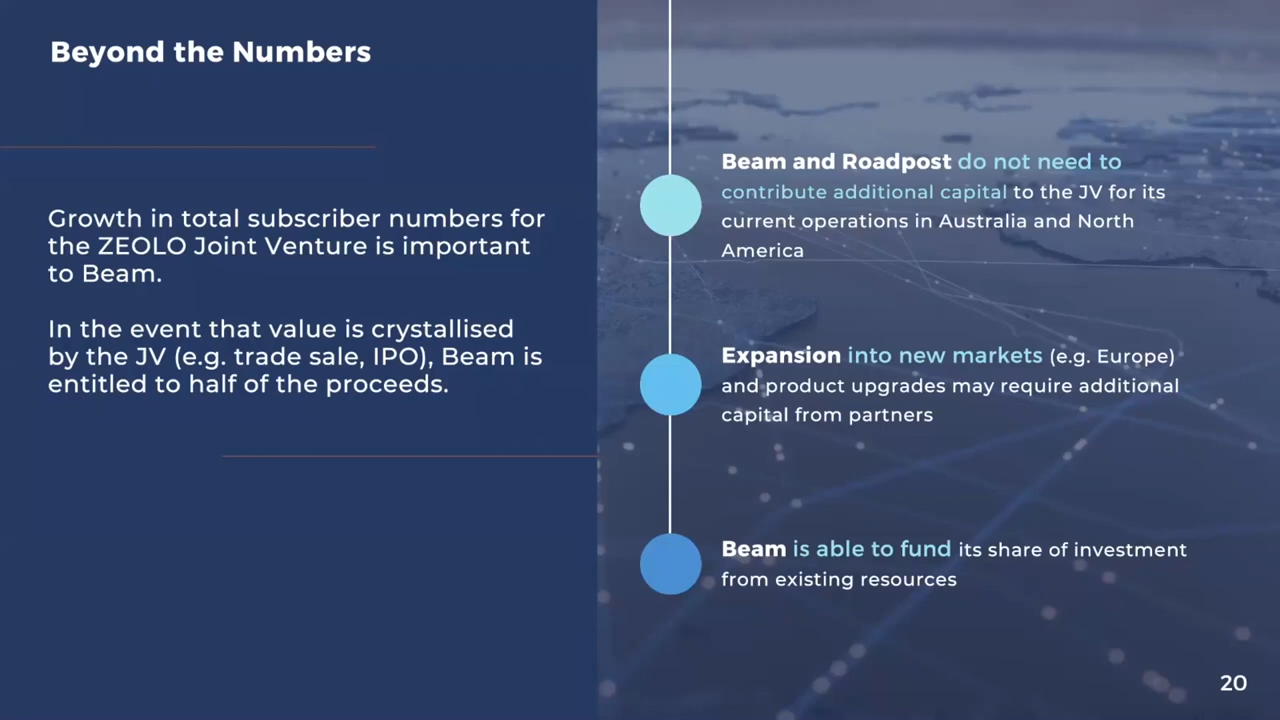 Beyond the Numbers
Growth in total subscriber numbers for
the ZEOLO Joint Venture is important
to Beam.
In the event that value is crystallised
by the JV (e.g. trade sale, IPO), Beam is
entitled to half of the proceeds.
Beam and Roadpost do not need to
contribute additional capital to the JV for its
current operations in Australia and North
America
Expansion into new markets (e.g. Europe)
and product upgrades may require additional
capital from partners
Beam is able to fund its share of investment
from existing resources
20